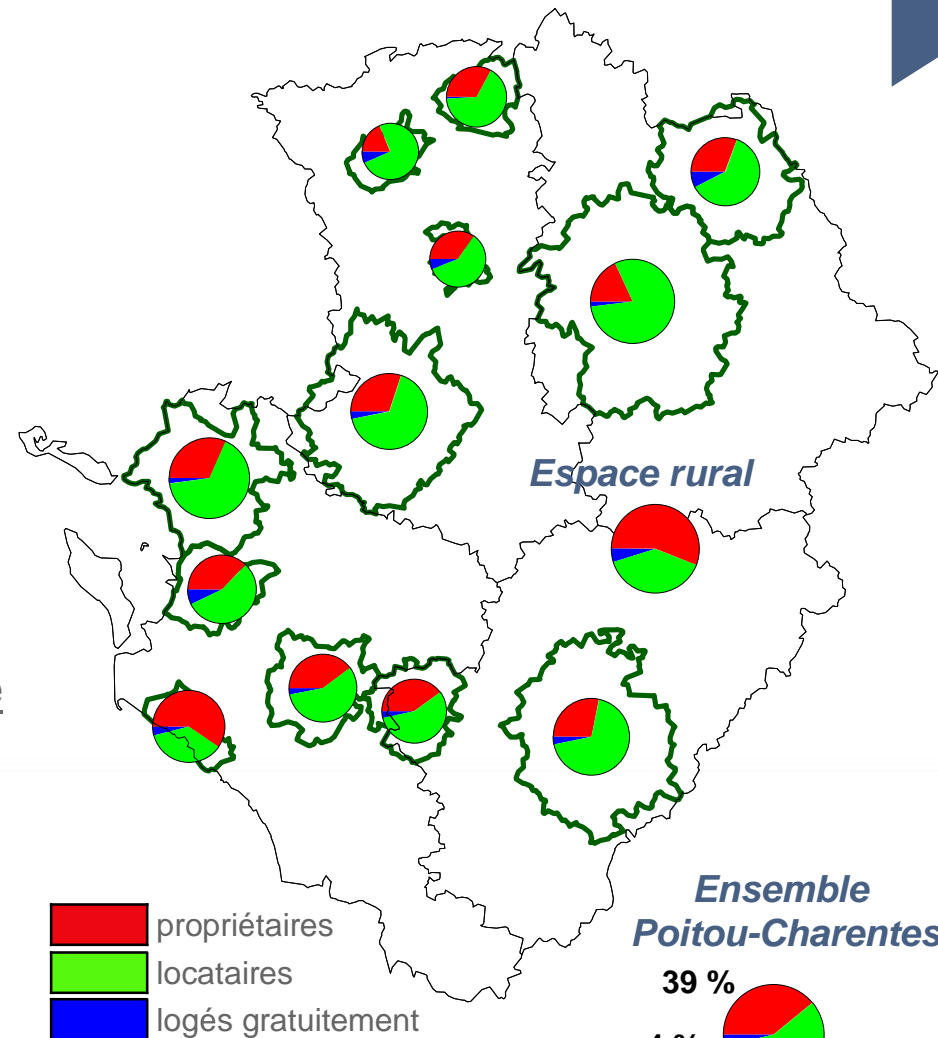 Espace rural
Ensemble
Poitou-Charentes
39 %
propriétaires
locataires
logés gratuitement